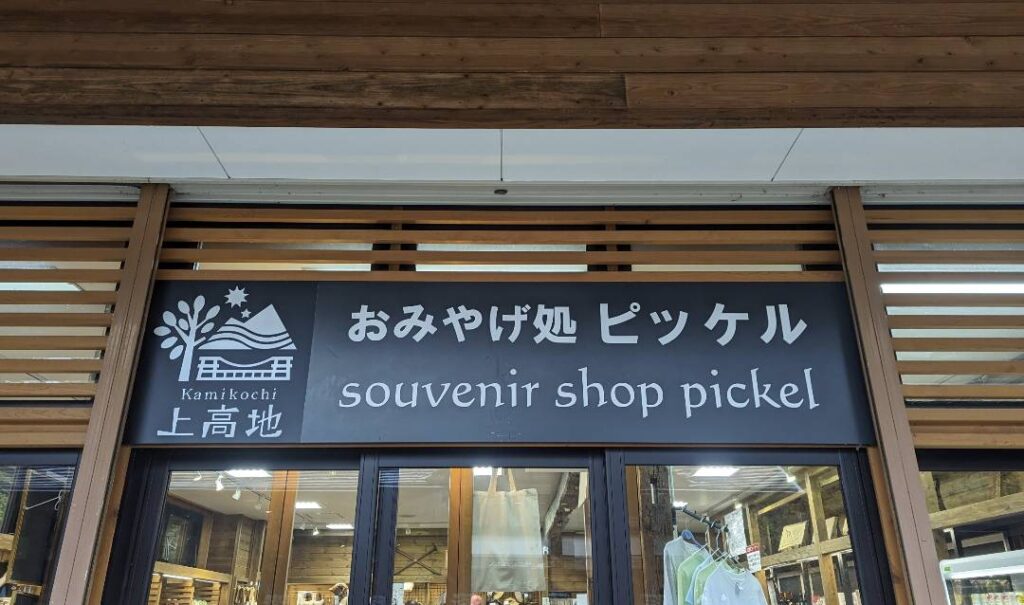 Kamikochi
上高地
おみやげ処 ピッケル
souvenir shop pickel